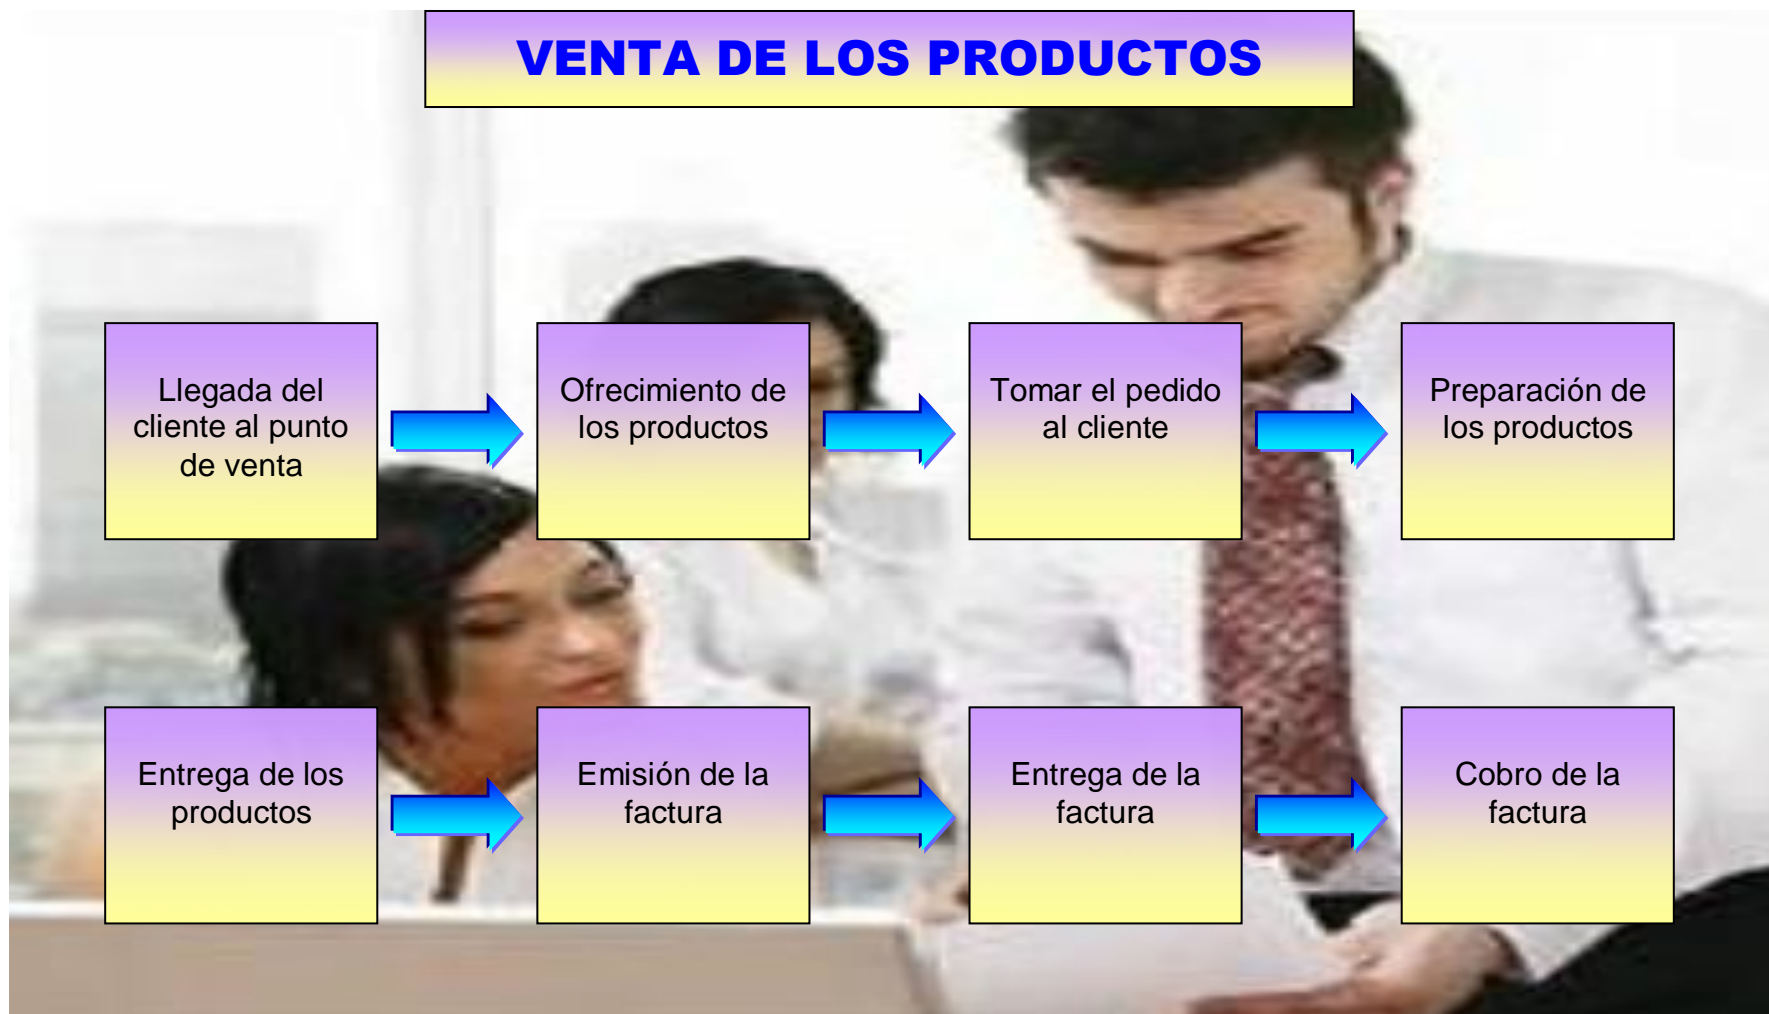 VENTA DE LOS PRODUCTOS
Llegada del
cliente al punto
de venta
Ofrecimiento de
los productos
Tomar el pedido
al cliente
Preparación de
los productos
Entrega de los
productos
Emisión de la
factura
Entrega de la
factura
Cobro de la
factura